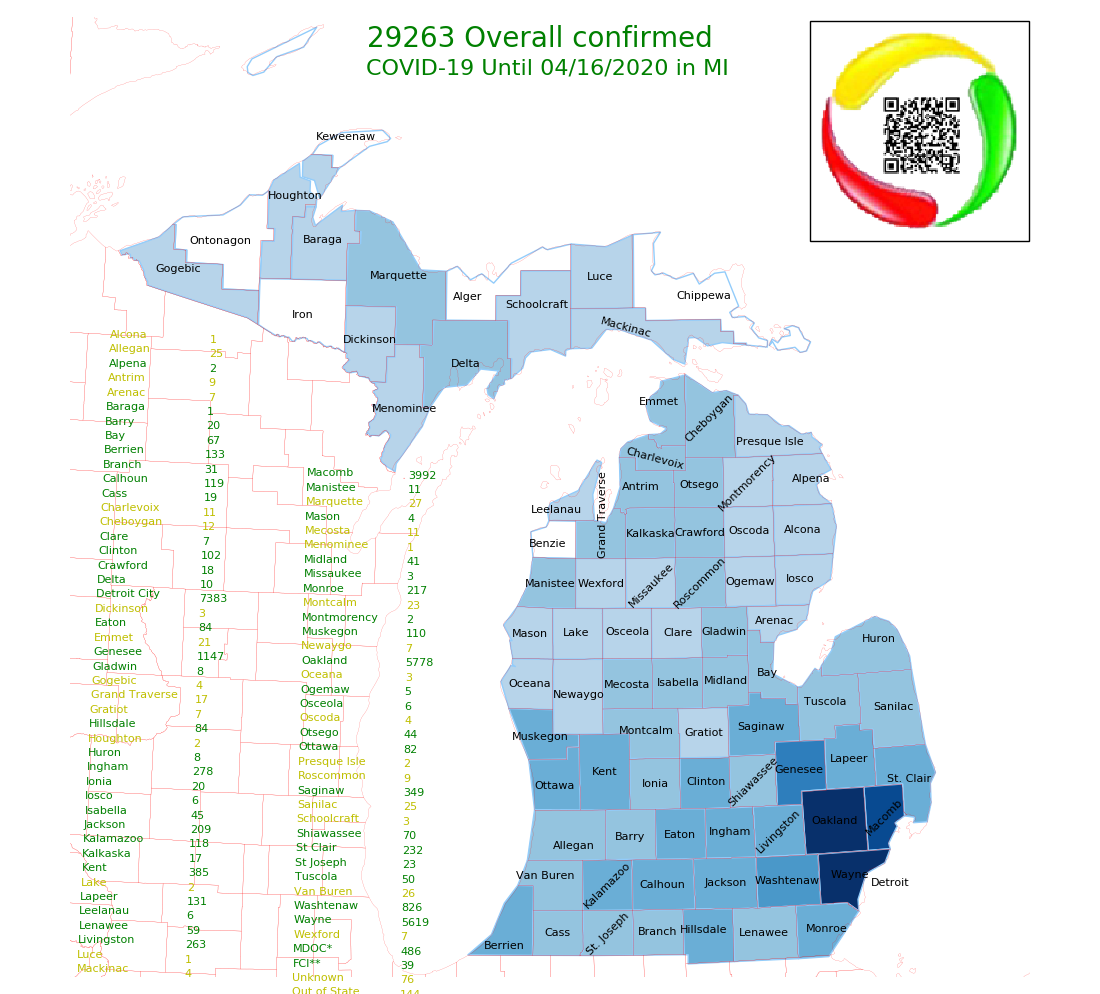 29263 Overall confirmed
COVID-19 Until 04/16/2020 in MI
Keweenaw
Houghton
Ontonagon
Baraga
Gogebic
Marquette
Iron
Alger
Luce
Schoolcraft
Chippewa
Mackinac
Dickinson
Delta
Menominee
Emmet
Cheboygan
Presque Isle
Charlevoix
Antrim
Otsego
Montmorency
Alpena
Leelanau
Grand Traverse
Benzie
Kalkaska
Crawford
Oscoda
Alcona
Manistee
Wexford
Missaukee
Roscommon
Ogemaw
Iosco
Mason
Lake
Osceola
Clare
Gladwin
Arenac
Huron
Oceana
Newaygo
Mecosta
Isabella
Midland
Bay
Tuscola
Sanilac
Muskegon
Montcalm
Gratiot
Saginaw
Ottawa
Kent
Ionia
Clinton
Shiawassee
Genesee
Lapeer
St. Clair
Allegan
Barry
Eaton
Ingham
Livingston
Oakland
Macomb
Van Buren
Kalamazoo
Calhoun
Jackson
Washtenaw
Wayne
Detroit
Berrien
Cass
St. Joseph
Branch
Hillsdale
Lenawee
Monroe
Alcona 1
Allegan 25
Alpena 2
Antrim 9
Arenac 7
Baraga 1
Barry 20
Bay 67
Berrien 133
Branch 31
Calhoun 119
Cass 19
Charlevoix 11
Cheboygan 12
Clare 7
Clinton 102
Crawford 18
Delta 10
Detroit City 7383
Dickinson 3
Eaton 84
Emmet 21
Genesee 1147
Gladwin 8
Gogebic 4
Grand Traverse 17
Gratiot 7
Hillsdale 84
Houghton 2
Huron 8
Ingham 278
Ionia 20
Iosco 6
Isabella 45
Jackson 209
Kalamazoo 118
Kalkaska 17
Kent 385
Lake 2
Lapeer 131
Leelanau 6
Lenawee 59
Livingston 263
Luce 1
Mackinac 4
Macomb 3992
Manistee 11
Marquette 27
Mason 4
Mecosta 11
Menominee 1
Midland 41
Missaukee 3
Monroe 217
Montcalm 23
Montmorency 2
Muskegon 110
Newaygo 7
Oakland 5778
Oceana 3
Ogemaw 5
Osceola 6
Oscoda 4
Otsego 44
Ottawa 82
Presque Isle 2
Roscommon 9
Saginaw 349
Sanilac 25
Schoolcraft 3
Shiawassee 70
St Clair 232
St Joseph 23
Tuscola 50
Van Buren 26
Washtenaw 826
Wayne 5619
Wexford 7
MDOC* 486
FCI** 39
Unknown 76
Out of State 144